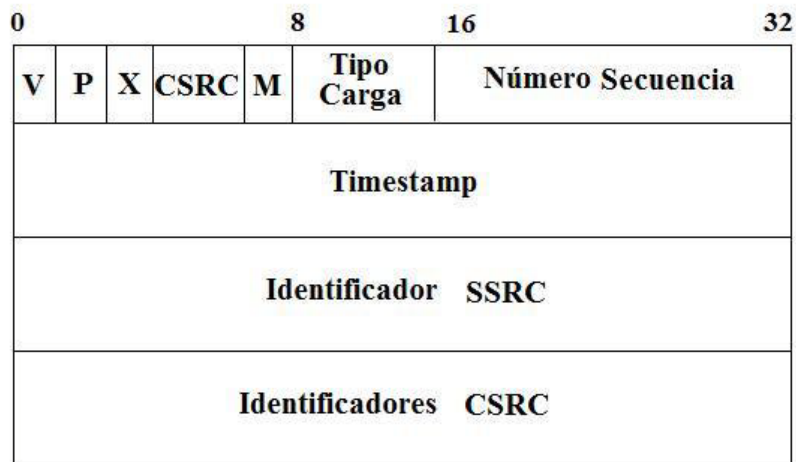 0 8 16 32
V P X CSRC M Tipo Carga Número Secuencia
Timestamp
Identificador SSRC
Identificadores CSRC